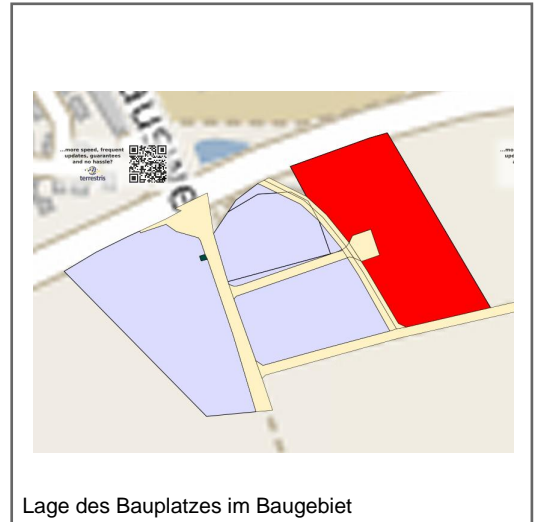 ...more speed, frequent
updates, guarantees
and no hassle?
terrestris
Lage des Bauplatzes im Baugebiet